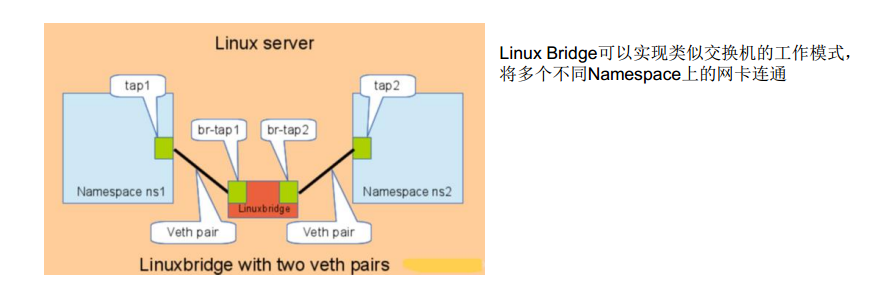 Linux server
Linux Bridge可以实现类似交换机的工作模式，
将多个不同Namespace上的网卡连通
tap1
tap2
br-tap1
br-tap2
Namespace ns1
Namespace ns2
Linuxbridge
Veth pair
Veth pair
Linuxbridge with two veth pairs